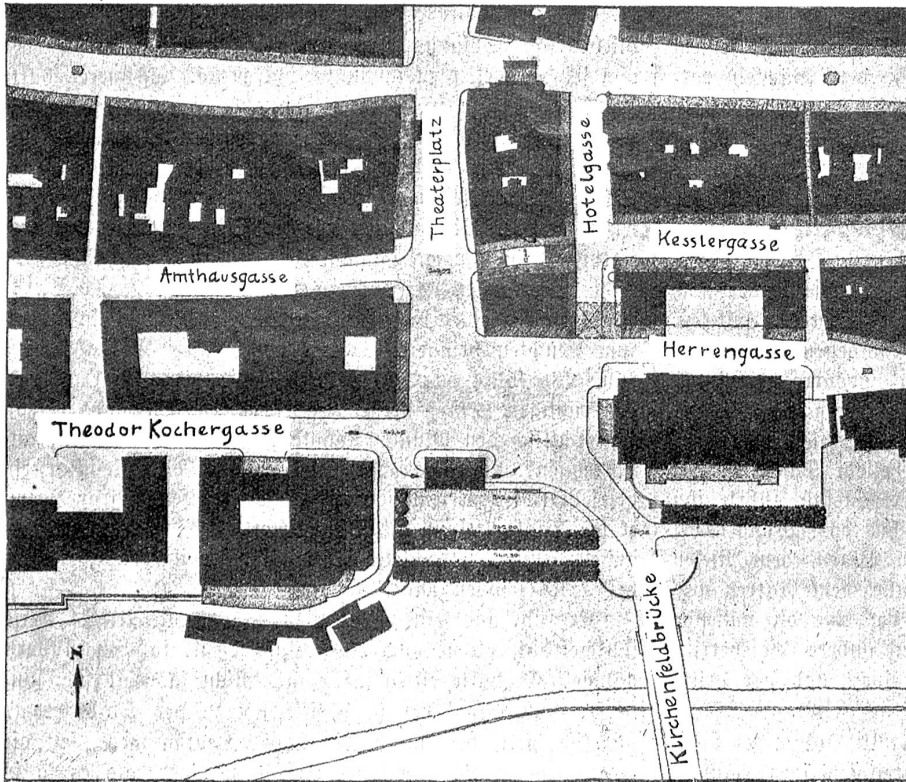 Theaterplatz
Hotelgasse
Kesslergasse
Amthausgasse
Herrengasse
Theodor Kochergasse
Kirchenfeldbrücke
N